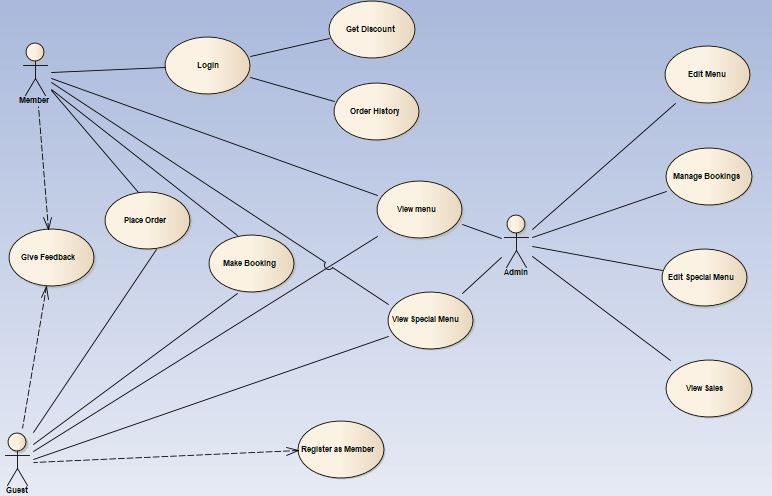 Get Discount
Login
Edit Menu
Member
Order History
Manage Bookings
View menu
Place Order
Give Feedback
Make Booking
Admin
Edit Special Menu
View Special Menu
View Sales
Register as Member
Guest